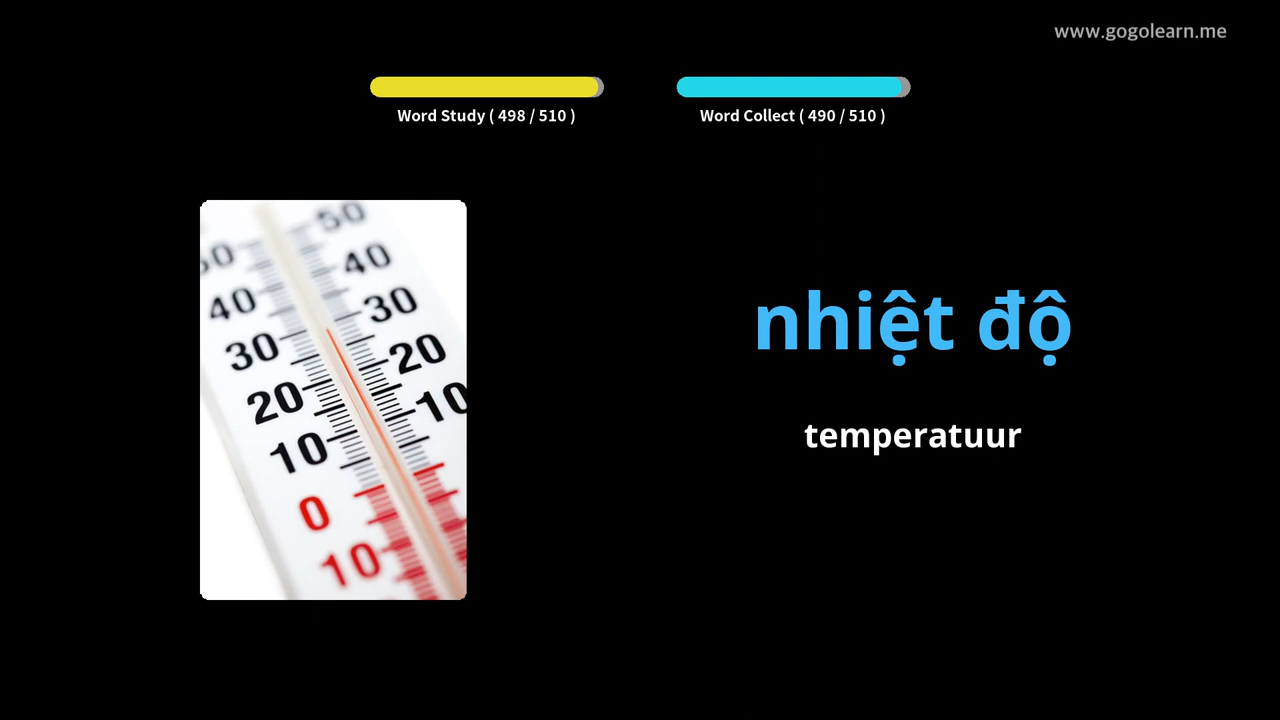 www.gogolearn.me
Word Study ( 498 / 510 )
Word Collect ( 490 / 510 )
nhiệt độ
temperatuur
50
40
30
20
10
40
30
20
10
0
10